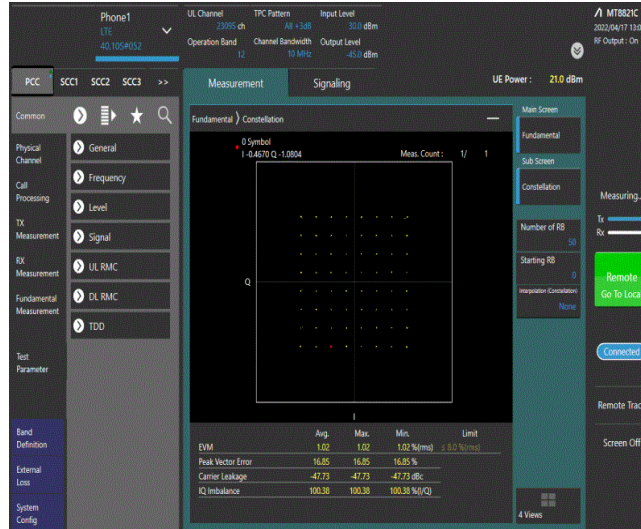 Phone1
LTE
40.105#052
UL Channel TPC Pattern Input Level
23095 ch All +3dB 30.0 dBm
Operation Band Channel Bandwidth Output Level
12 10 MHz -45.0 dBm
MT8821C
2022/04/17 13:0
RF Output : On
PCC SCC1 SCC2 SCC3 >>
Measurement Signaling UE Power : 21.0 dBm
Common
Physical Channel
Call Processing
TX Measurement
RX Measurement
Fundamental Measurement
Test Parameter
Band Definition
External Loss
System Config
General
Frequency
Level
Signal
UL RMC
DL RMC
TDD
Fundamental Constellation
0 Symbol
I -0.4670 Q -1.0804 Meas. Count : 1/ 1
Q
I
Avg. Max. Min. Limit
EVM 1.02 1.02 1.02 %(rms) ≤ 8.0 %(rms)
Peak Vector Error 16.85 16.85 16.85 %
Carrier Leakage -47.73 -47.73 -47.73 dBc
IQ Imbalance 100.38 100.38 100.38 %(I/Q)
Main Screen
Fundamental
Sub Screen
Constellation
Number of RB
50
Starting RB
0
Interpolation (Constellation)
None
4 Views
Measuring..
Tx
Rx
Remote
Go To Loca
Connected
Remote Trac
Screen Off